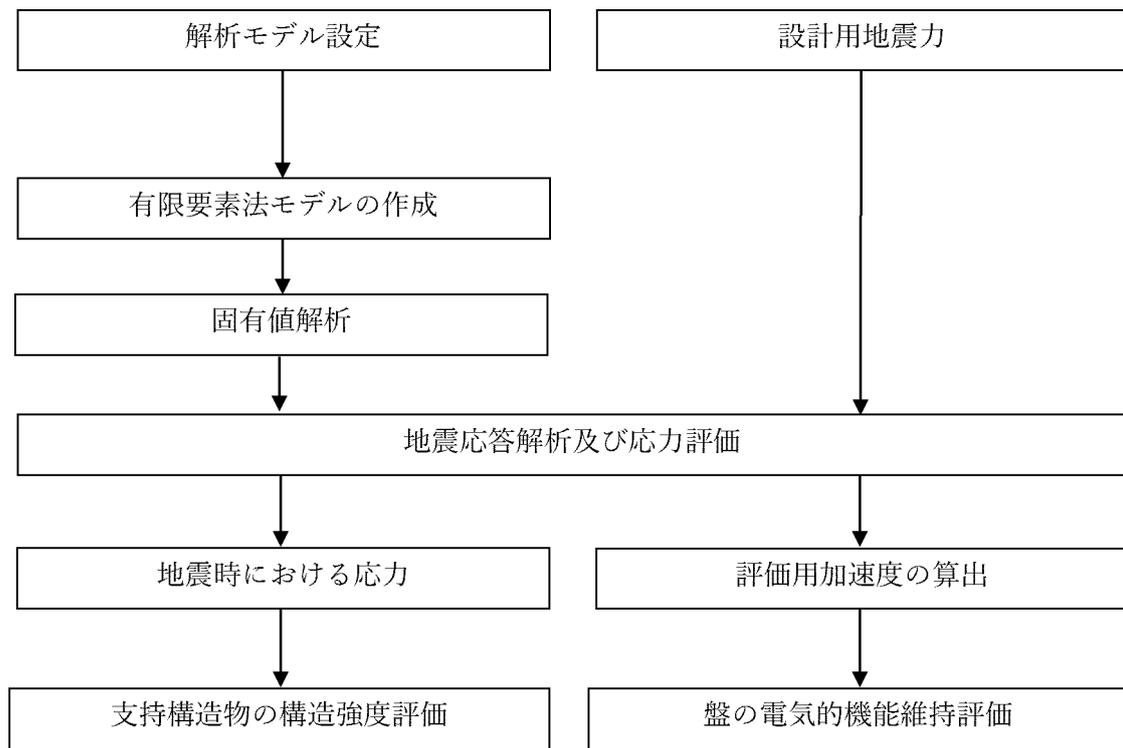 解析モデル設定
設計用地震力
有限要素法モデルの作成
固有値解析
地震応答解析及び応力評価
地震時における応力
評価用加速度の算出
支持構造物の構造強度評価
盤の電気的機能維持評価